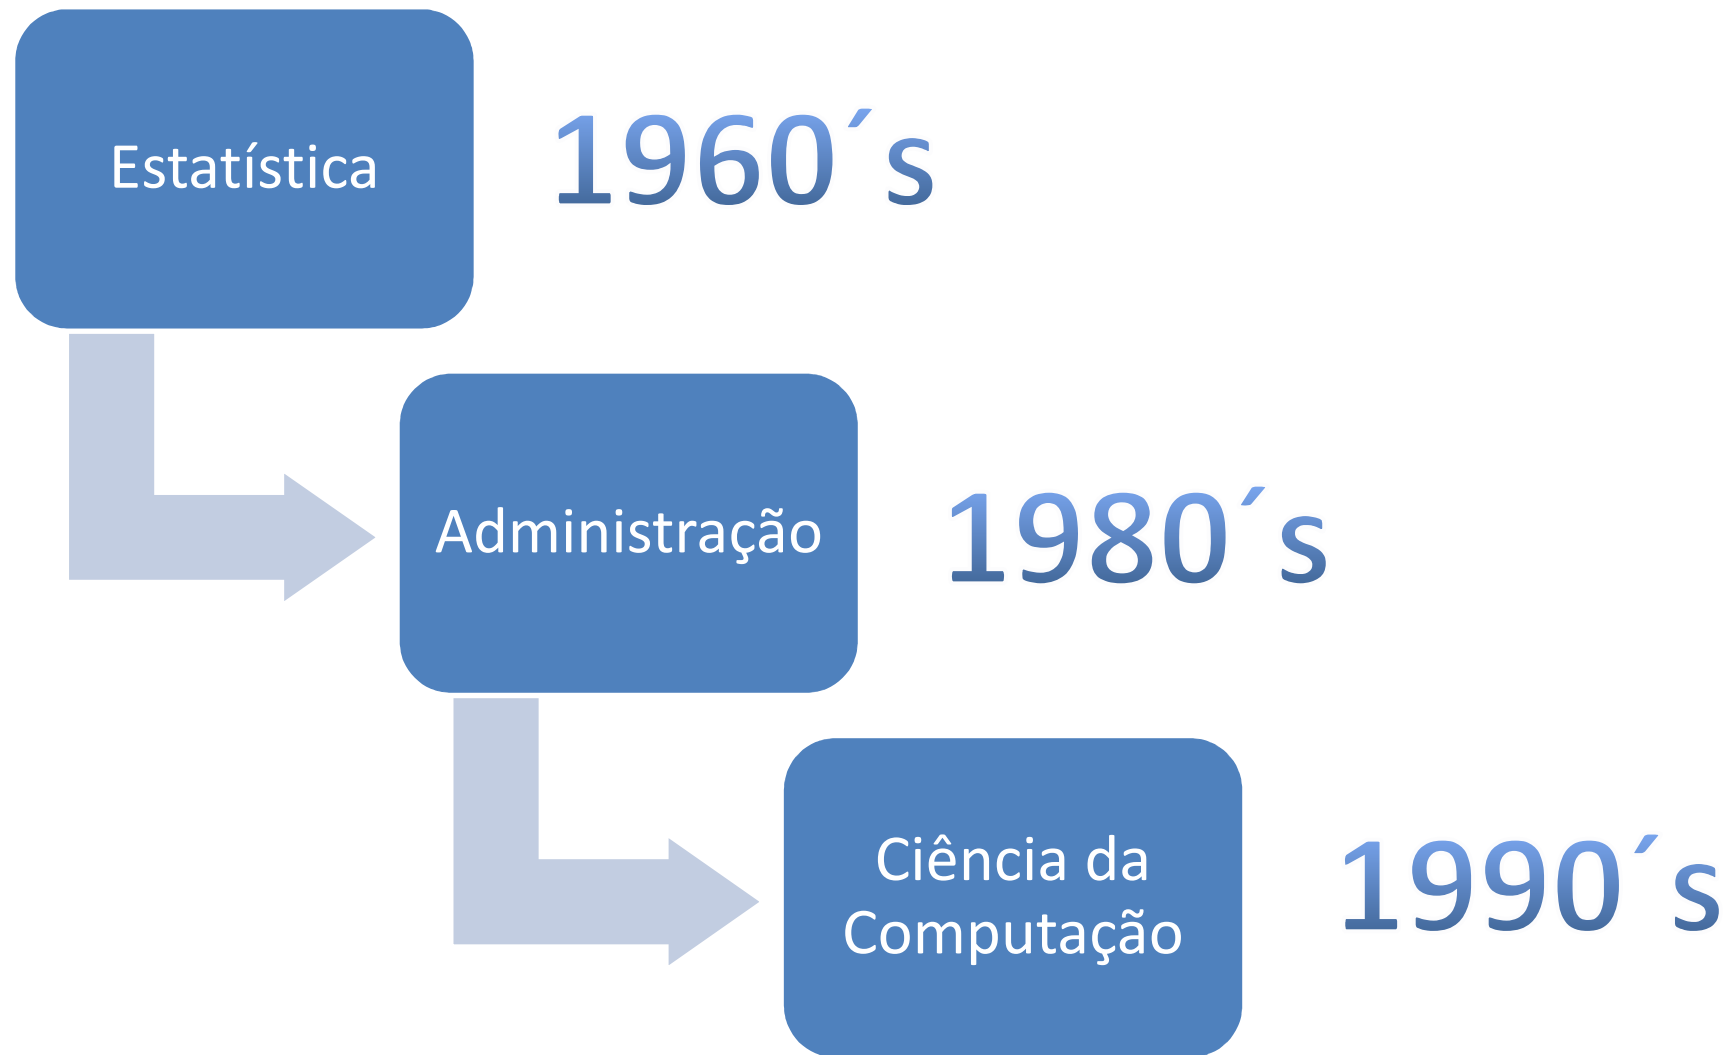 Estatística
1960´s
Administração
1980´s
Ciência da
Computação
1990´s